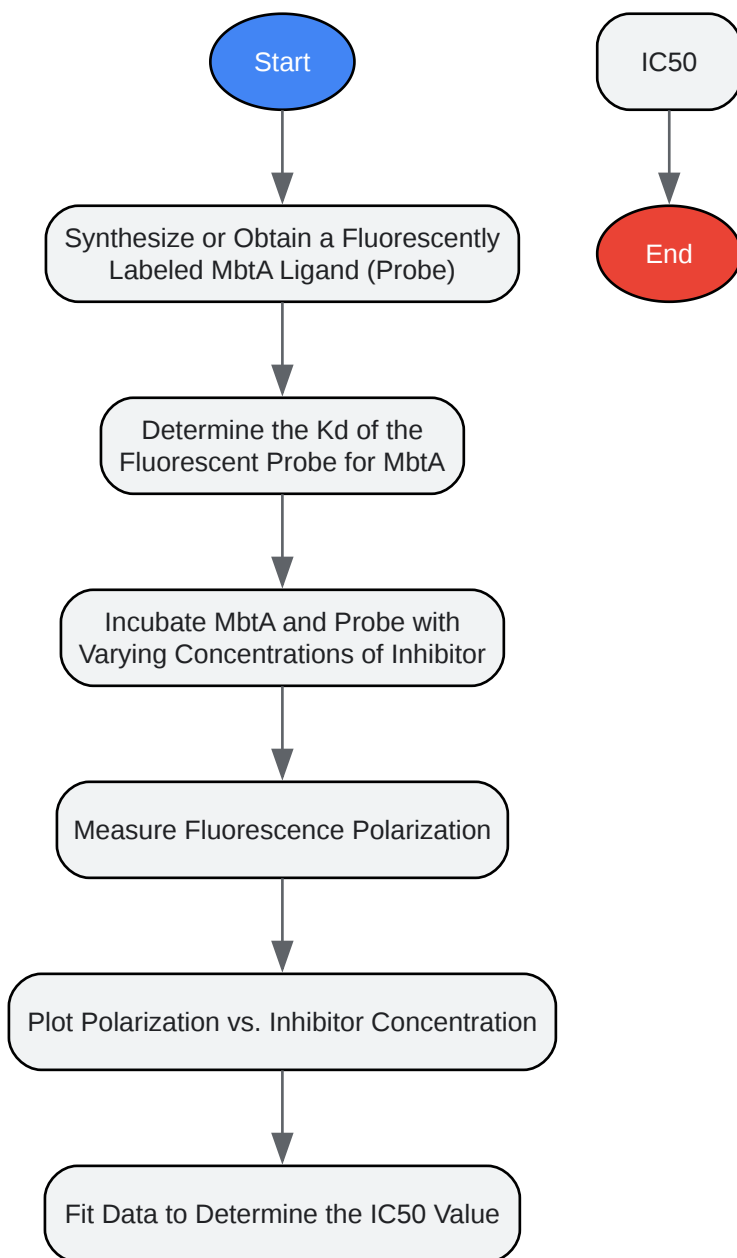 Start
Synthesize or Obtain a Fluorescently
Labeled MbtA Ligand (Probe)
Determine the Kd of the
Fluorescent Probe for MbtA
Incubate MbtA and Probe with
Varying Concentrations of Inhibitor
Measure Fluorescence Polarization
Plot Polarization vs. Inhibitor Concentration
Fit Data to Determine the IC50 Value
IC50
End